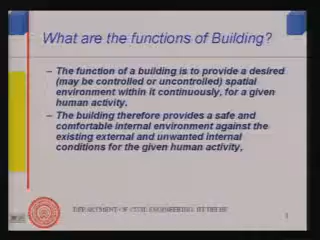 What are the functions of Building?
– The function of a building is to provide a desired
(may be controlled or uncontrolled) spatial
environment within it continuously, for a given
human activity.
– The building therefore provides a safe and
comfortable internal environment against the
existing external and unwanted internal
conditions for the given human activity,
DEPARTMENT OF CIVIL ENGINEERING